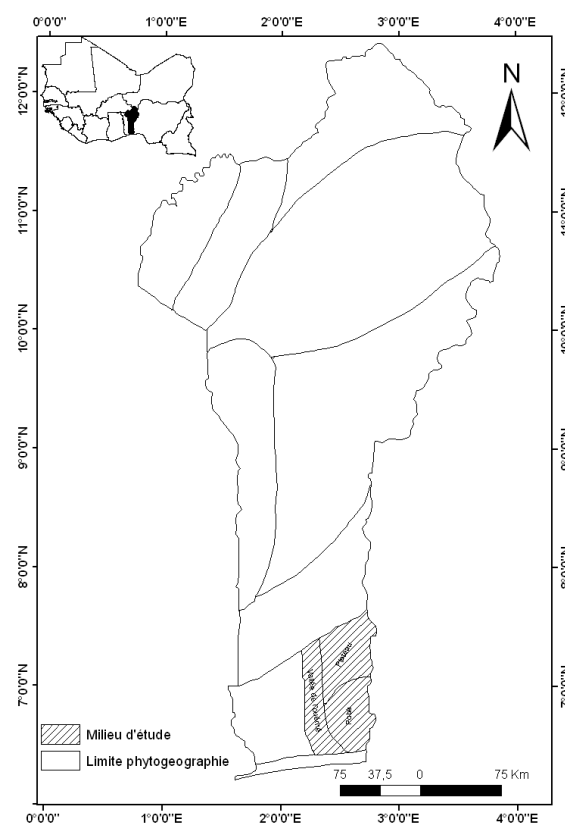 0°0'0" 1°0'0"E 2°0'0"E 3°0'0"E 4°0'0"E
N
12°0'0"N
11°0'0"N
10°0'0"N
9°0'0"N
8°0'0"N
7°0'0"N
Plateau
Vallée de l'ouémé
Pobè
Milieu d'étude
Limite phytogeographie
75 37,5 0 75 Km
0°0'0" 1°0'0"E 2°0'0"E 3°0'0"E 4°0'0"E